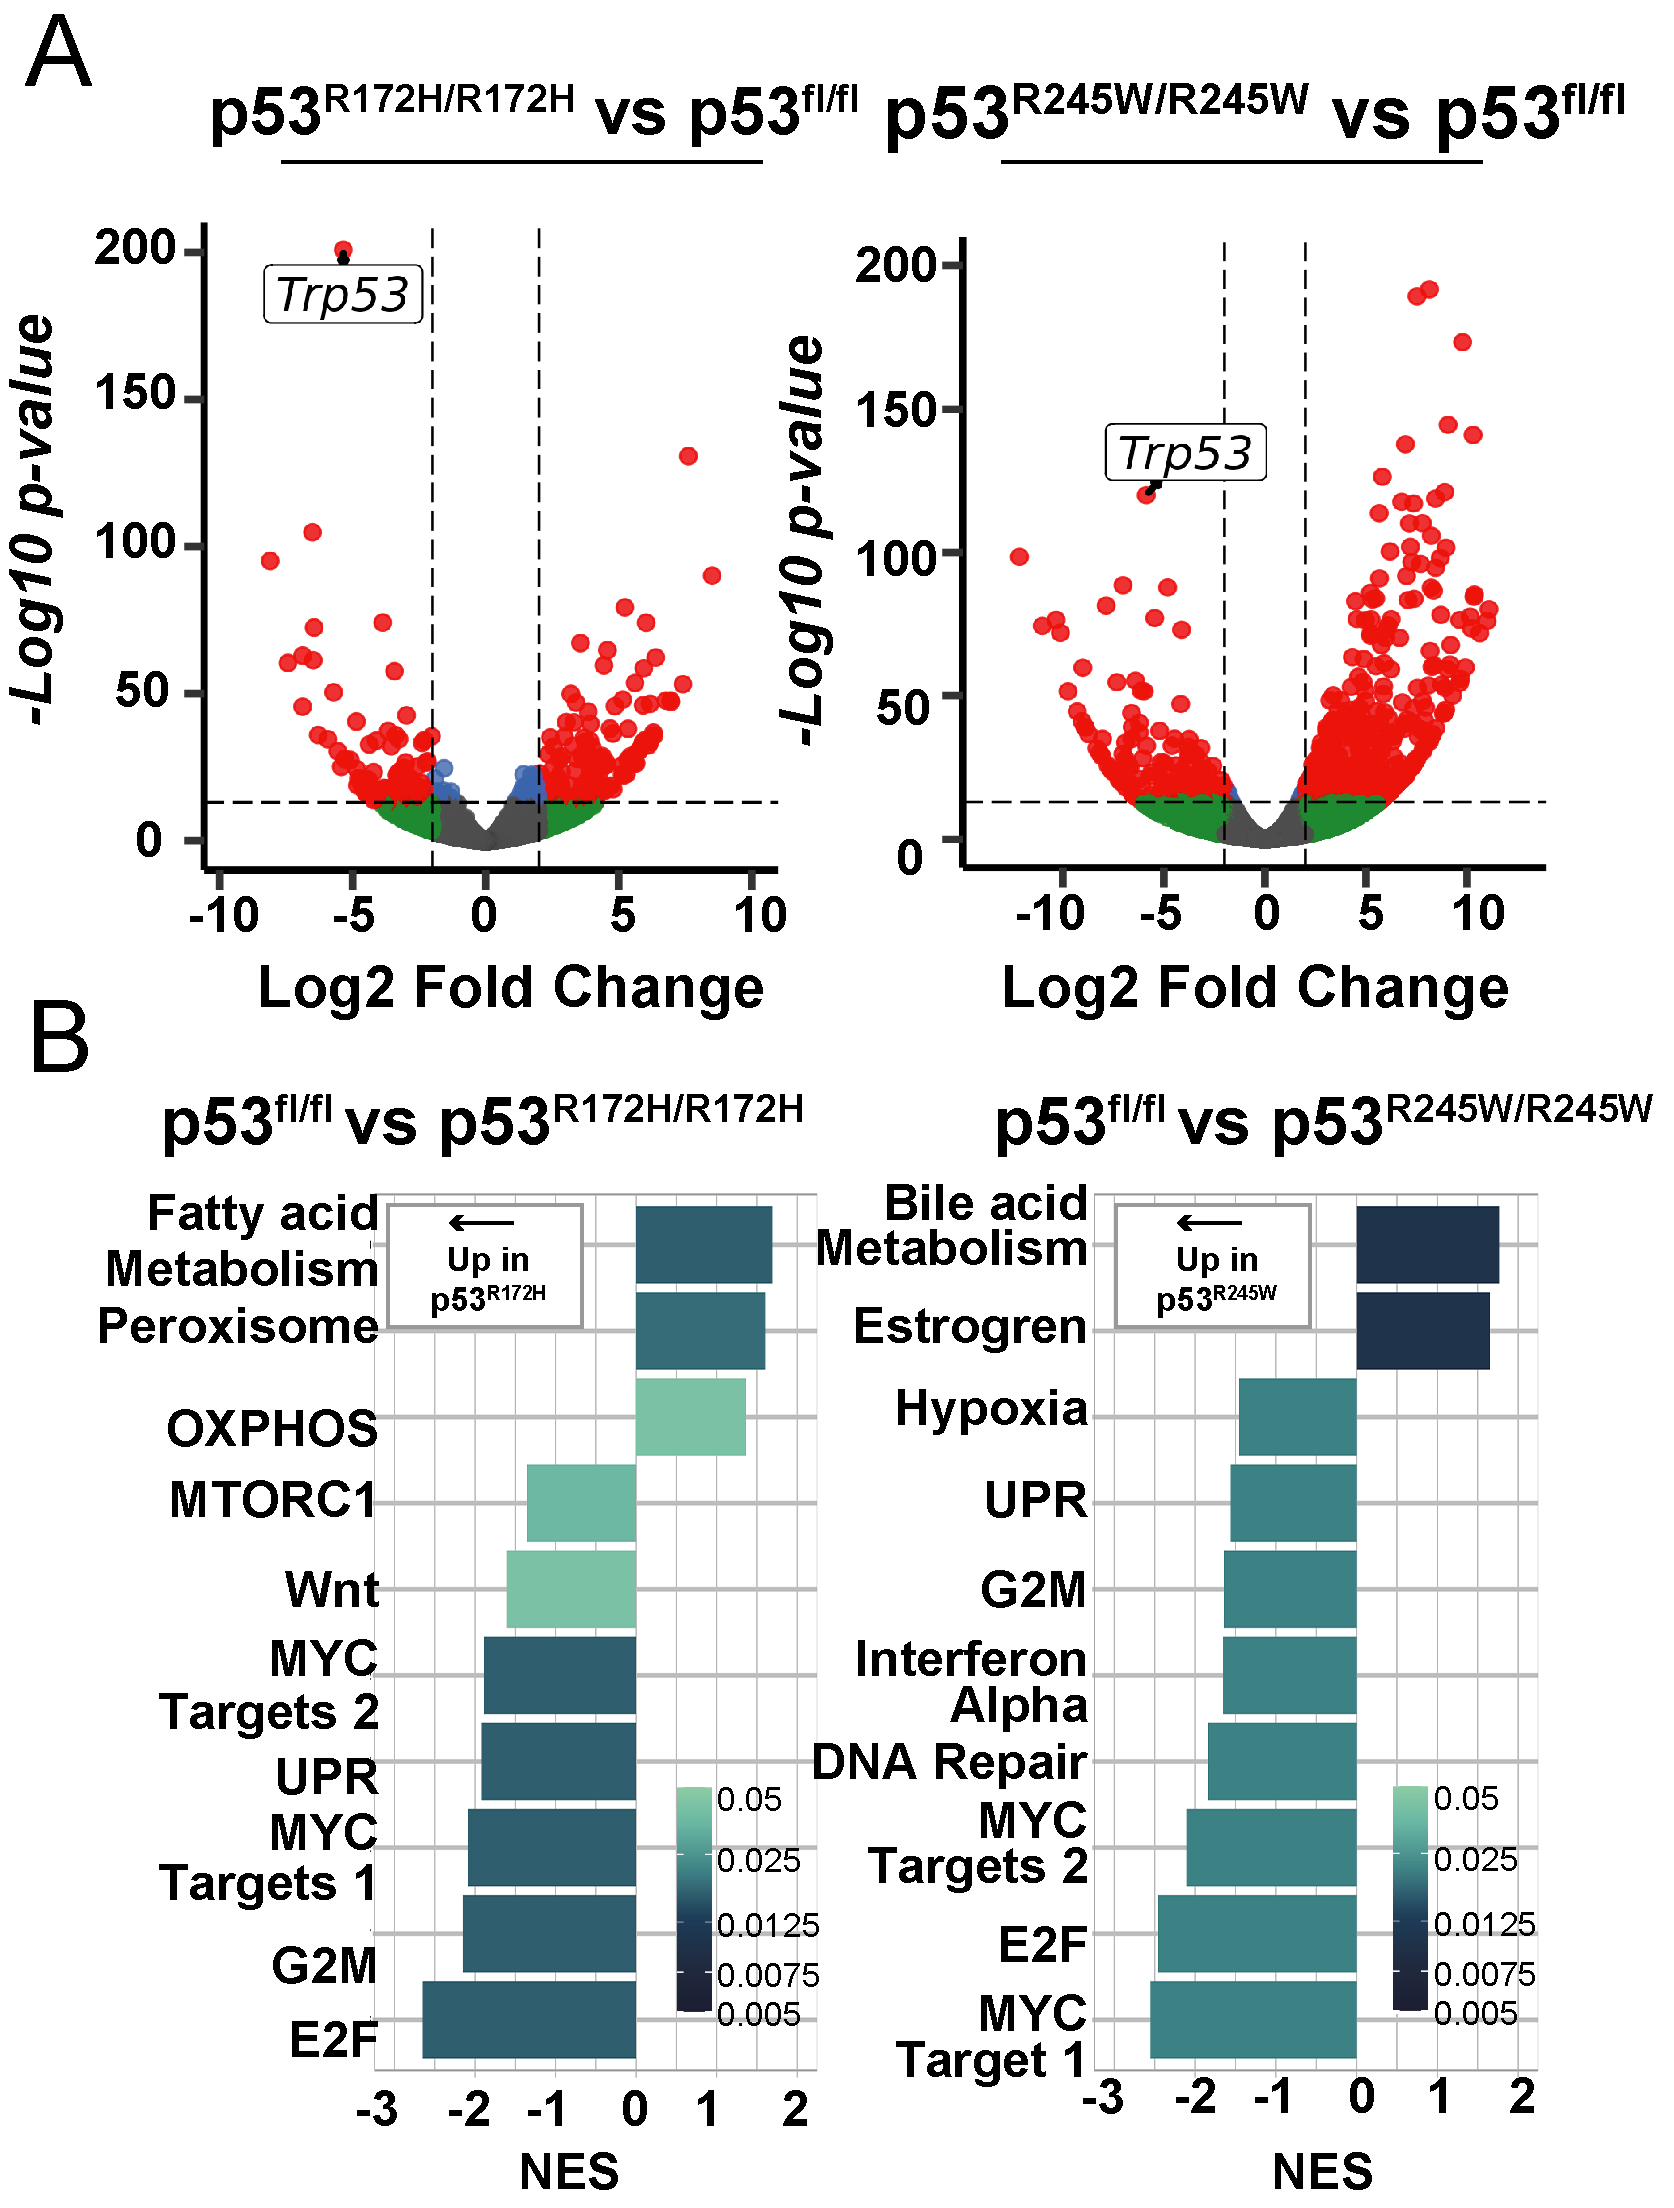 A
p53R172H/R172H vs p53fl/fl
p53R245W/R245W vs p53fl/fl
-Log10 p-value
200
150
100
50
0
Trp53
-10 -5 0 5 10
Log2 Fold Change
-Log10 p-value
200
150
100
50
0
Trp53
-10 -5 0 5 10
Log2 Fold Change
B
p53fl/fl vs p53R172H/R172H
Fatty acid
Metabolism
Peroxisome
OXPHOS
MTORC1
Wnt
MYC
Targets 2
UPR
MYC
Targets 1
G2M
E2F
Up in
p53R172H
0.05
0.025
0.0125
0.0075
0.005
-3 -2 -1 0 1 2
NES
p53fl/fl vs p53R245W/R245W
Bile acid
Metabolism
Estrogren
Hypoxia
UPR
G2M
Interferon
Alpha
DNA Repair
MYC
Targets 2
E2F
MYC
Target 1
Up in
p53R245W
0.05
0.025
0.0125
0.0075
0.005
-3 -2 -1 0 1 2
NES